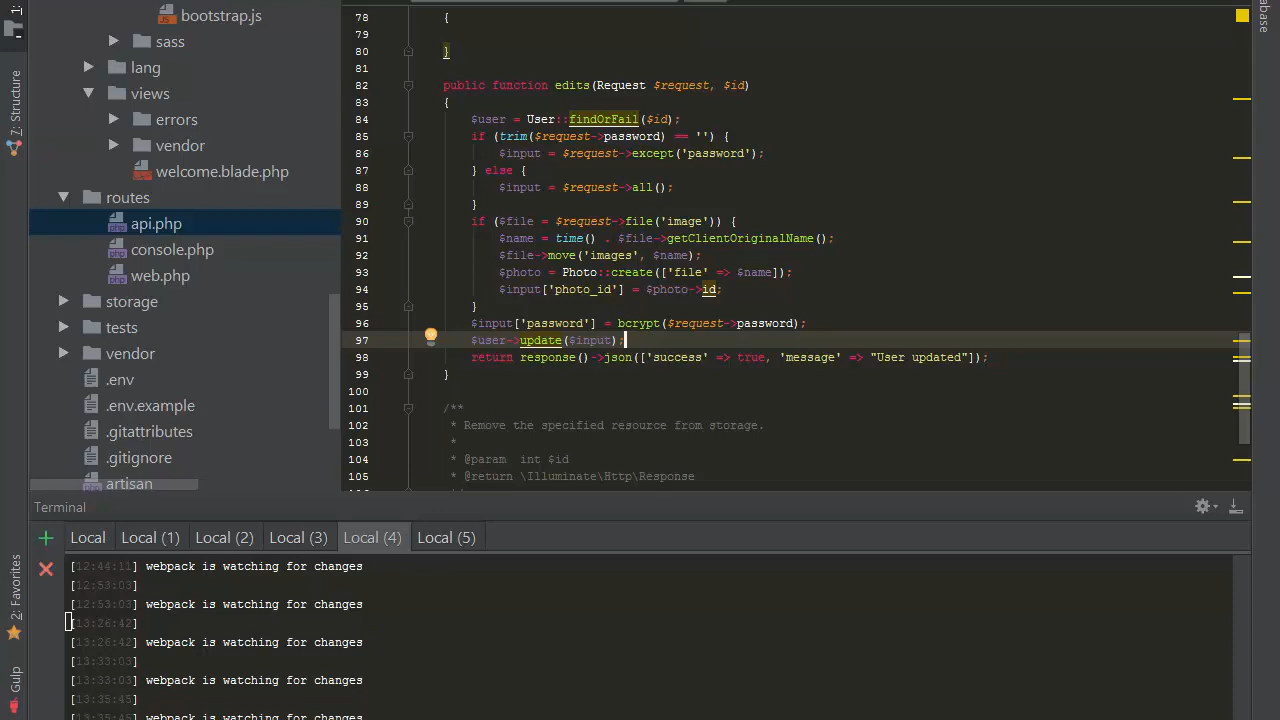 bootstrap.js
sass
lang
views
errors
vendor
welcome.blade.php
routes
api.php
console.php
web.php
storage
tests
vendor
.env
.env.example
.gitattributes
.gitignore
artisan
1:
7: Structure
2: Favorites
Gulp
abase
78 {
79
80 }
81
82 public function edits(Request $request, $id)
83 {
84 $user = User::findOrFail($id);
85 if (trim($request->password) == '') {
86 $input = $request->except('password');
87 } else {
88 $input = $request->all();
89 }
90 if ($file = $request->file('image')) {
91 $name = time() . $file->getClientOriginalName();
92 $file->move('images', $name);
93 $photo = Photo::create(['file' => $name]);
94 $input['photo_id'] = $photo->id;
95 }
96 $input['password'] = bcrypt($request->password);
97 $user->update($input);
98 return response()->json(['success' => true, 'message' => "User updated"]);
99 }
100
101 /**
102 * Remove the specified resource from storage.
103 *
104 * @param int $id
105 * @return \Illuminate\Http\Response
Terminal
Local Local (1) Local (2) Local (3) Local (4) Local (5)
[12:44:11] webpack is watching for changes
[12:53:03]
[12:53:03] webpack is watching for changes
[13:26:42]
[13:26:42] webpack is watching for changes
[13:33:03]
[13:33:03] webpack is watching for changes
[13:35:45]
[13:35:45] webpack is watching for changes